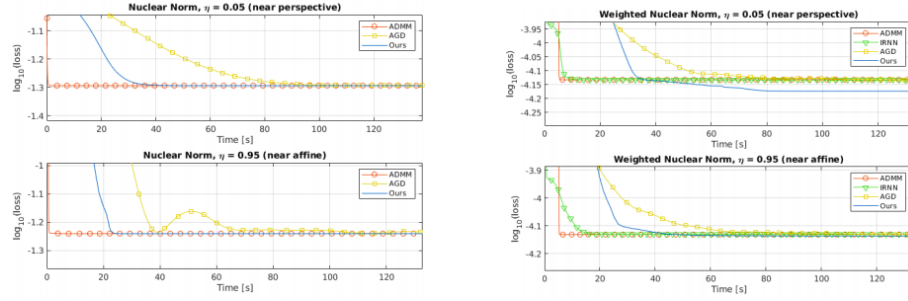 Nuclear Norm, η = 0.05 (near perspective)
log10(loss)
-1.1
-1.2
-1.3
-1.4
ADMM
AGD
Ours
0 20 40 60 80 100 120
Time [s]
Nuclear Norm, η = 0.95 (near affine)
log10(loss)
-1
-1.1
-1.2
-1.3
ADMM
AGD
Ours
0 20 40 60 80 100 120
Time [s]
Weighted Nuclear Norm, η = 0.05 (near perspective)
log10(loss)
-3.95
-4
-4.05
-4.1
-4.15
-4.2
-4.25
ADMM
IRNN
AGD
Ours
0 20 40 60 80 100 120
Time [s]
Weighted Nuclear Norm, η = 0.95 (near affine)
log10(loss)
-3.9
-4
-4.1
-4.2
ADMM
IRNN
AGD
Ours
0 20 40 60 80 100 120
Time [s]